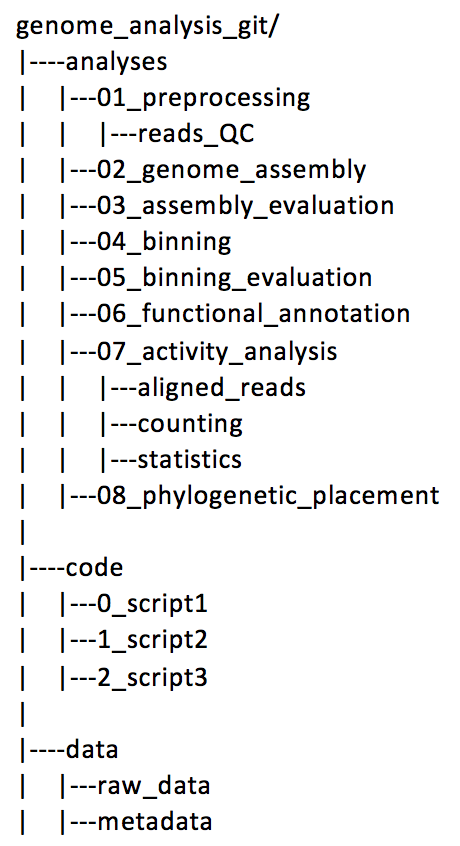 genome_analysis_git/
|----analyses
|    |---01_preprocessing
|    |    |---reads_QC
|    |---02_genome_assembly
|    |---03_assembly_evaluation
|    |---04_binning
|    |---05_binning_evaluation
|    |---06_functional_annotation
|    |---07_activity_analysis
|    |    |---aligned_reads
|    |    |---counting
|    |    |---statistics
|    |---08_phylogenetic_placement
|
|----code
|    |---0_script1
|    |---1_script2
|    |---2_script3
|
|----data
|    |---raw_data
|    |---metadata